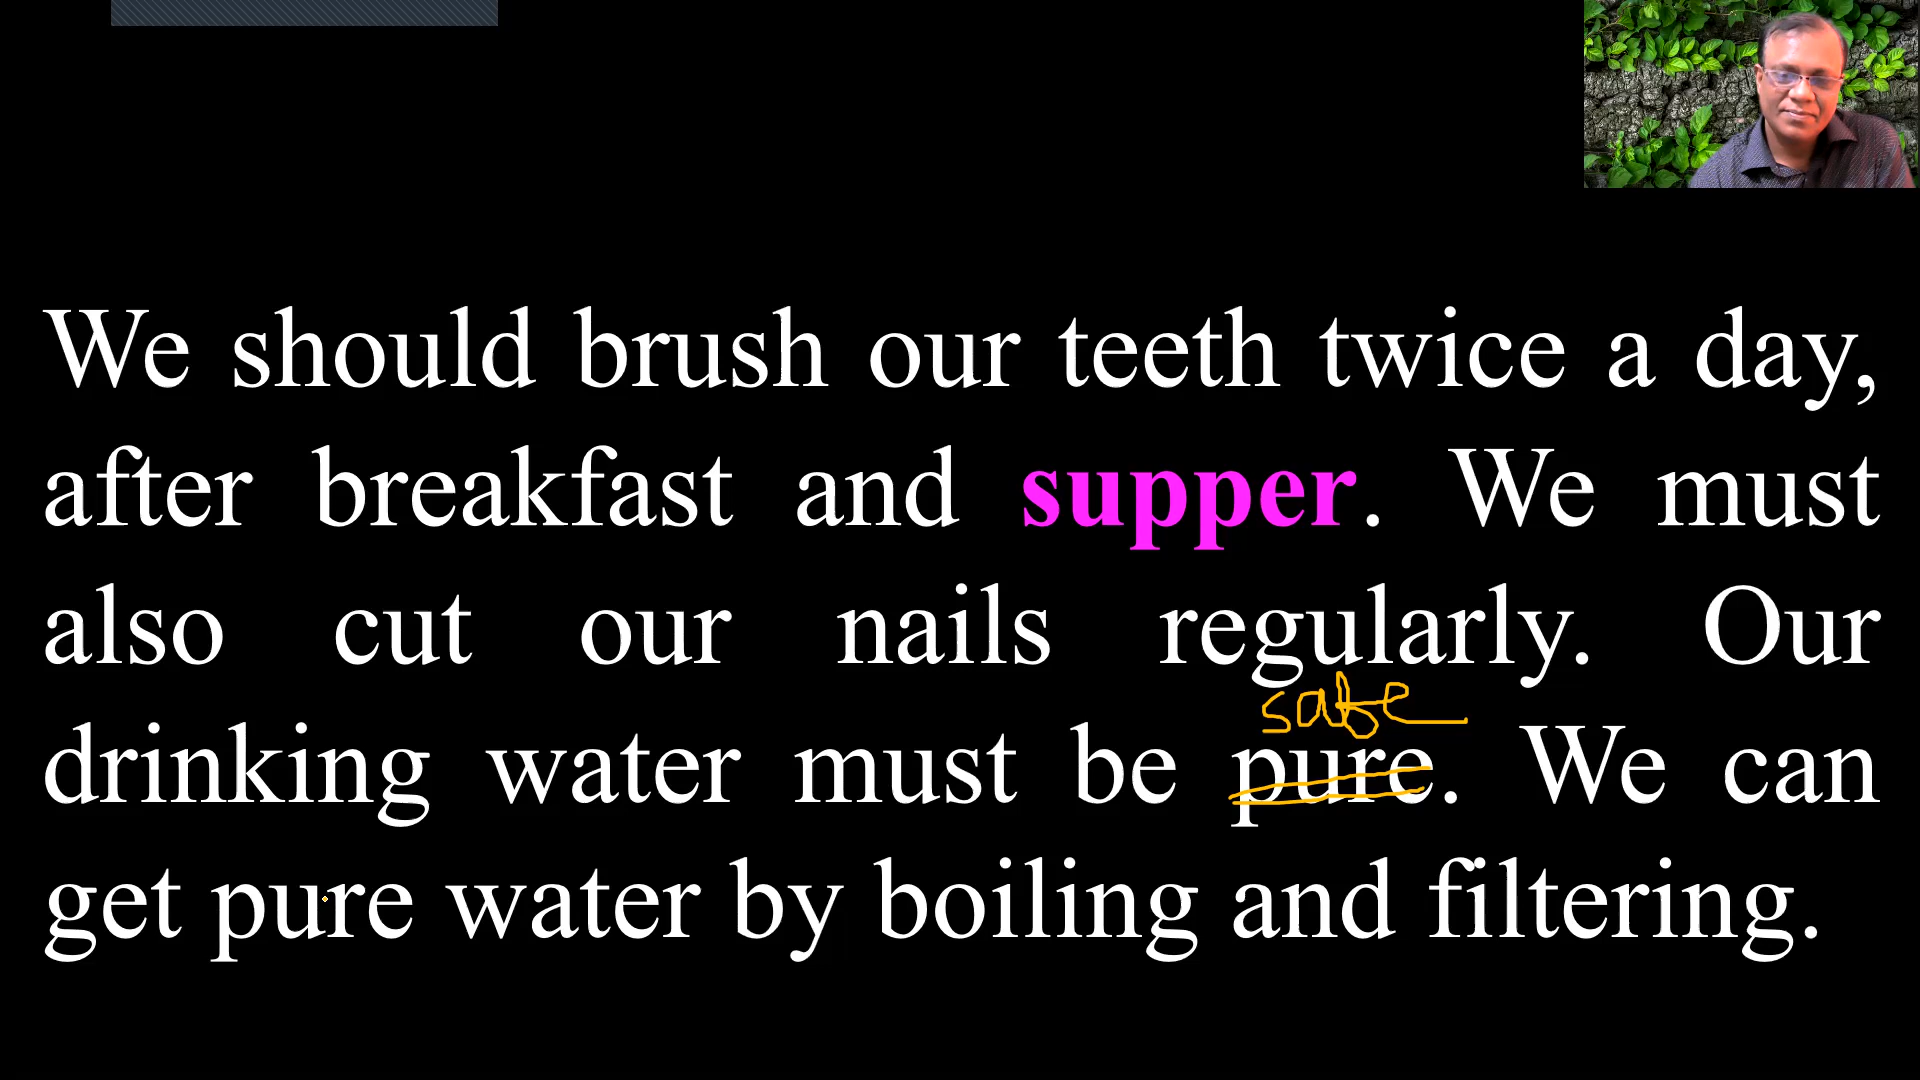 We should brush our teeth twice a day,
after breakfast and supper. We must
also cut our nails regularly. Our
safe
drinking water must be pure. We can
get pure water by boiling and filtering.